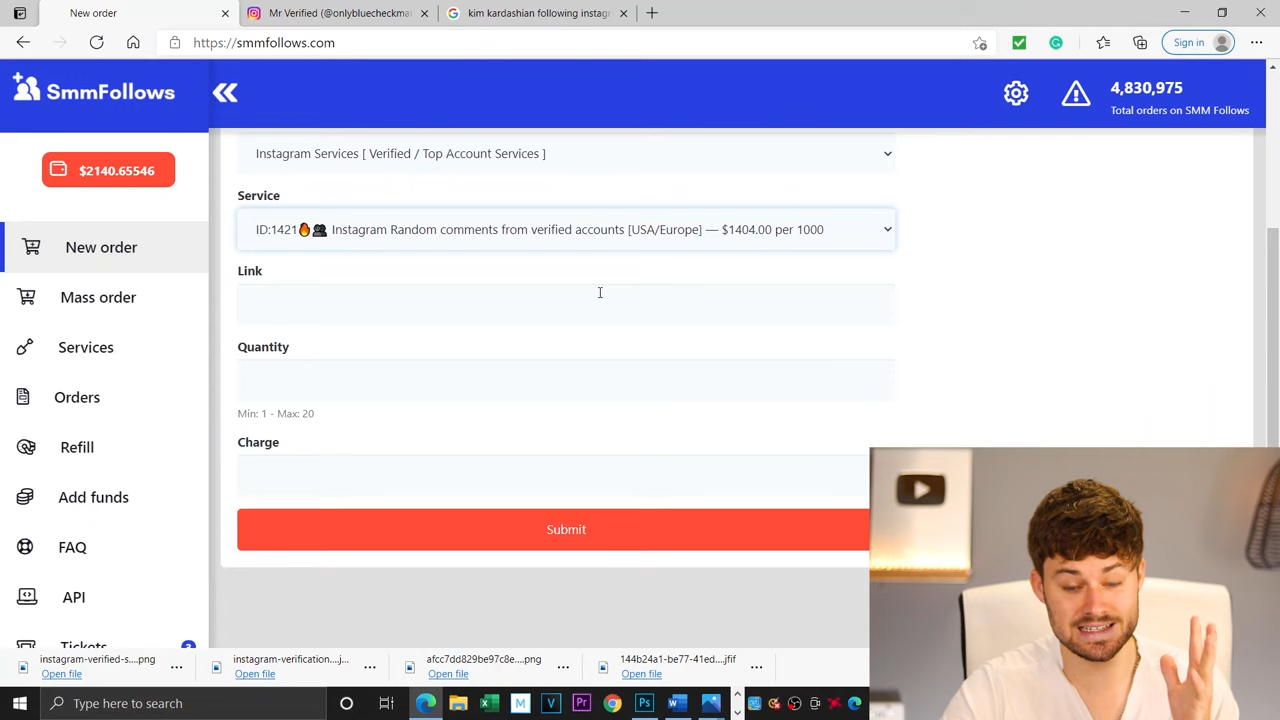 New order
Mr Verified (@onlybluecheckma
kim kardashian following instagr
https://smmfollows.com
Sign in
SmmFollows
4,830,975
Total orders on SMM Follows
$2140.65546
Instagram Services [ Verified / Top Account Services ]
Service
ID:1421🔥👥 Instagram Random comments from verified accounts [USA/Europe] — $1404.00 per 1000
New order
Link
Mass order
Quantity
Services
Orders
Min: 1 - Max: 20
Charge
Refill
Add funds
Submit
FAQ
API
Tickets
instagram-verified-s....png
Open file
instagram-verification....j...
Open file
afcc7dd829be97c8e....png
Open file
144b24a1-be77-41ed....jfif
Open file
Type here to search